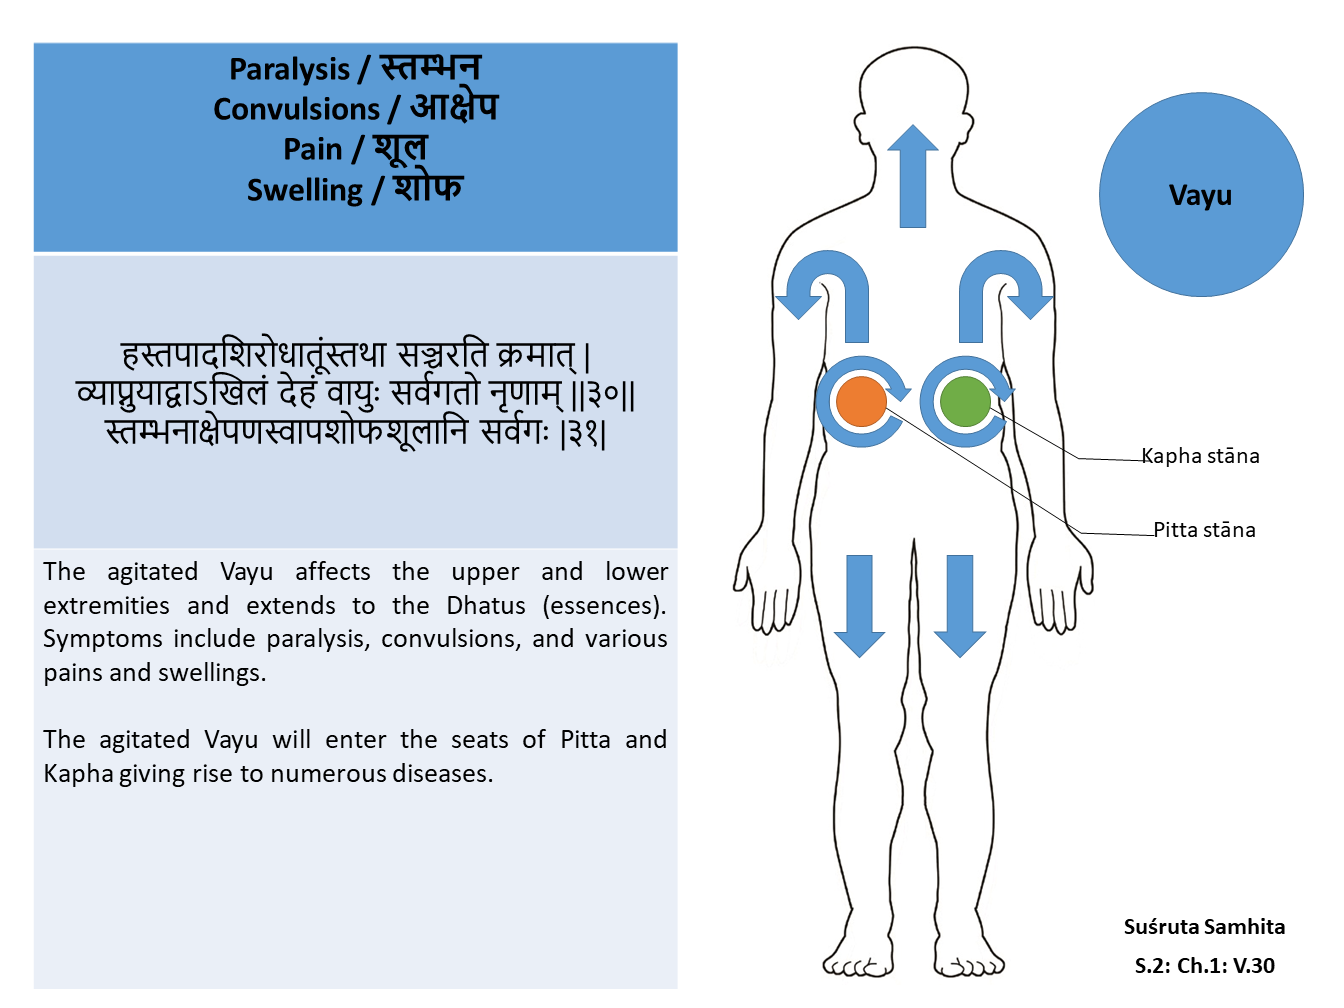 Paralysis / स्तम्भन
Convulsions / आक्षेप
Pain / शूल
Swelling / शोफ
हस्तपादशिरोधातूंस्तथा सञ्चरति क्रमात् |
व्याप्नुयाद्वाऽखिलं देहं वायुः सर्वगतो नृणाम् ||३०||
स्तम्भनाक्षेपणस्वापशोफशूलानि सर्वगः |३१|
The agitated Vayu affects the upper and lower
extremities and extends to the Dhatus (essences).
Symptoms include paralysis, convulsions, and various
pains and swellings.
The agitated Vayu will enter the seats of Pitta and
Kapha giving rise to numerous diseases.
Vayu
Kapha stāna
Pitta stāna
Suśruta Samhita
S.2: Ch.1: V.30